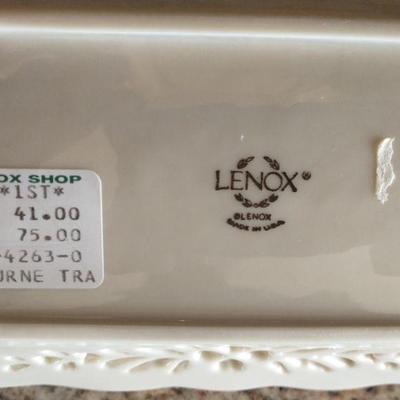 OX SHOP
*1ST*
41.00
75.00
-4263-0
URNE TRA
LENOX®
©LENOX
MADE IN USA